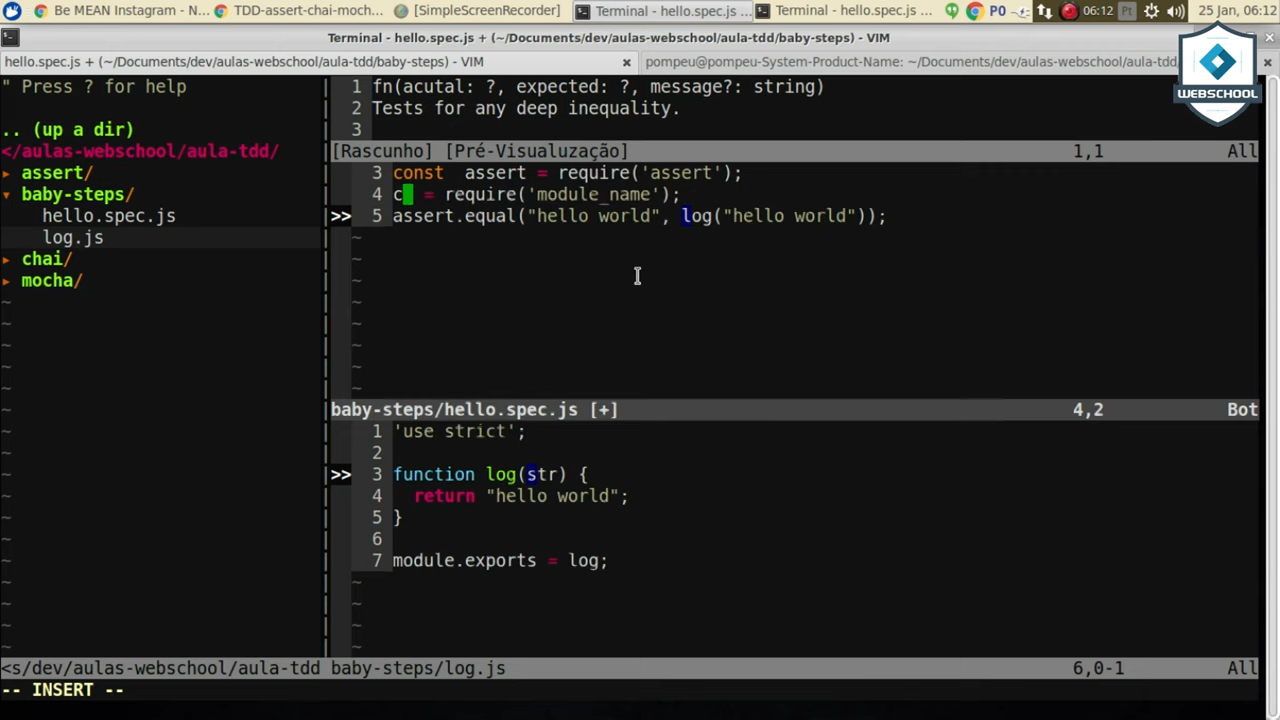 Be MEAN Instagram - N...
TDD-assert-chai-moch...
[SimpleScreenRecorder]
Terminal - hello.spec.js ...
Terminal - hello.spec.js ...
P0
06:12
Pt
25 Jan, 06:12
Terminal - hello.spec.js + (~/Documents/dev/aulas-webschool/aula-tdd/baby-steps) - VIM
hello.spec.js + (~/Documents/dev/aulas-webschool/aula-tdd/baby-steps) - VIM
pompeu@pompeu-System-Product-Name: ~/Documents/dev/aulas-webschool/aula-tdd/
WEBSCHOOL
" Press ? for help
.. (up a dir)
</aulas-webschool/aula-tdd/
▸ assert/
▾ baby-steps/
hello.spec.js
log.js
▸ chai/
▸ mocha/
<s/dev/aulas-webschool/aula-tdd
1 fn(acutal: ?, expected: ?, message?: string)
2 Tests for any deep inequality.
3
[Rascunho] [Pré-Visualuzação] 1,1 All
3 const  assert = require('assert');
4 c  = require('module_name');
>> 5 assert.equal("hello world", log("hello world"));
baby-steps/hello.spec.js [+] 4,2 Bot
1 'use strict';
2
>> 3 function log(str) {
4 return "hello world";
5 }
6
7 module.exports = log;
baby-steps/log.js 6,0-1 All
-- INSERT --